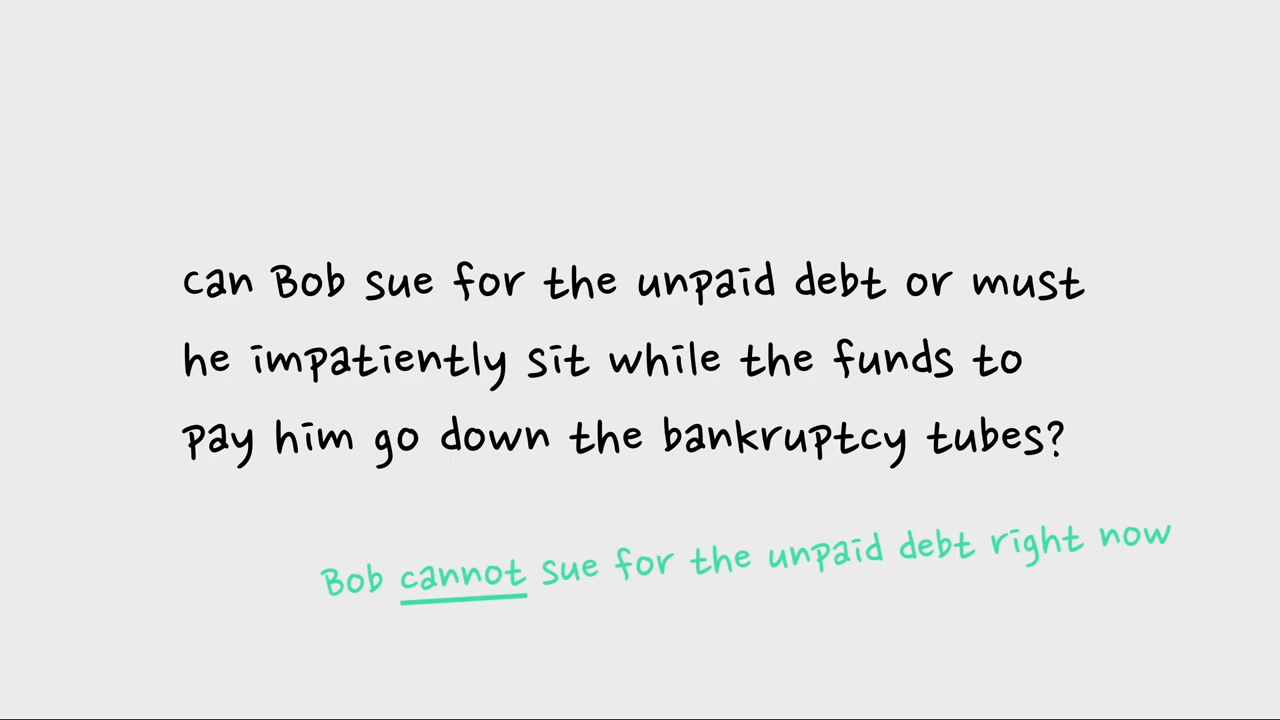 can Bob sue for the unpaid debt or must
he impatiently sit while the funds to
pay him go down the bankruptcy tubes?
Bob cannot sue for the unpaid debt right now